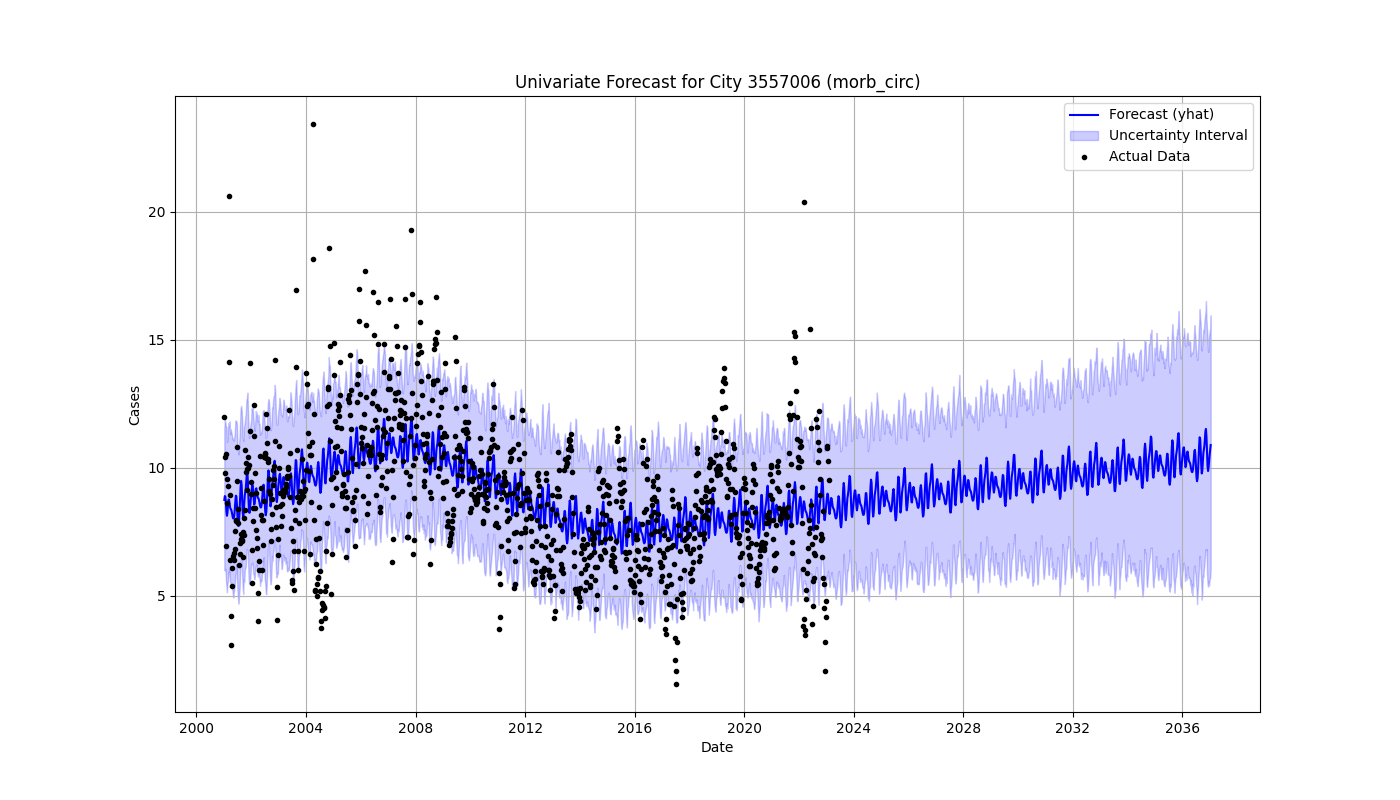 Univariate Forecast for City 3557006 (morb_circ)
Forecast (yhat)
Uncertainty Interval
Actual Data
Cases
20
15
10
5
2000 2004 2008 2012 2016 2020 2024 2028 2032 2036
Date